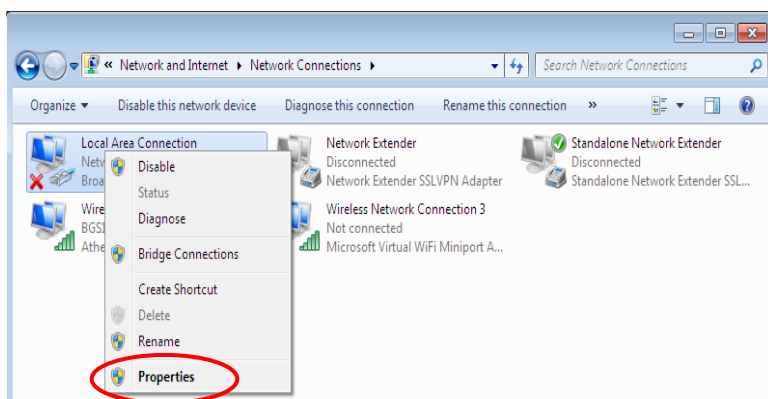 « Network and Internet ▸ Network Connections ▸
Search Network Connections
Organize ▾ Disable this network device Diagnose this connection Rename this connection »
Local Area Connection
Broa
Disable
Status
Diagnose
Bridge Connections
Create Shortcut
Delete
Rename
Properties
Wire
Athe
Network Extender
Disconnected
Network Extender SSLVPN Adapter
Standalone Network Extender
Disconnected
Standalone Network Extender SSL...
Wireless Network Connection 3
Not connected
Microsoft Virtual WiFi Miniport A...